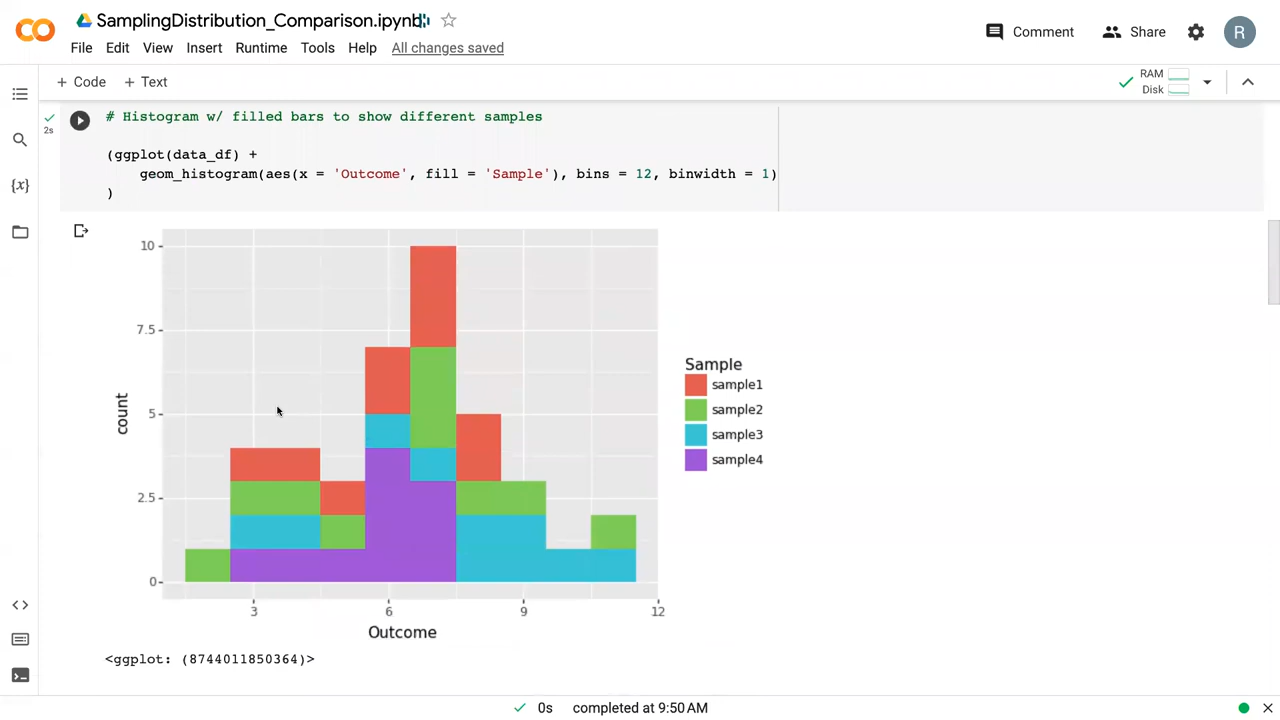 SamplingDistribution_Comparison.ipynb
File Edit View Insert Runtime Tools Help All changes saved
Comment Share R
+ Code + Text
RAM
Disk
2s
# Histogram w/ filled bars to show different samples
(ggplot(data_df) +
geom_histogram(aes(x = 'Outcome', fill = 'Sample'), bins = 12, binwidth = 1)
)
{x}
10
7.5
5
2.5
0
count
3 6 9 12
Outcome
Sample
sample1
sample2
sample3
sample4
<ggplot: (8744011850364)>
0s completed at 9:50 AM